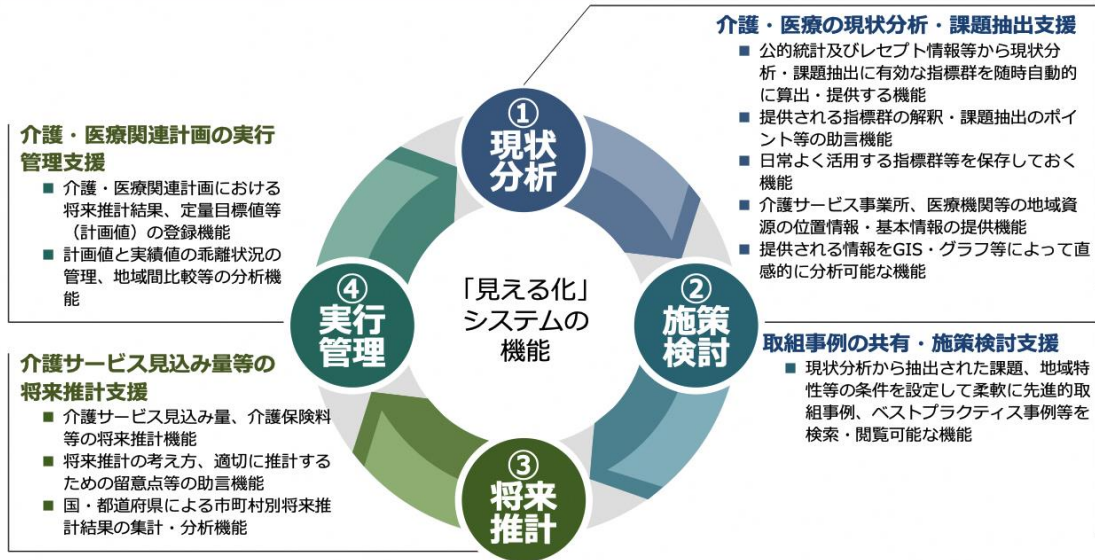 介護・医療の現状分析・課題抽出支援
■ 公的統計及びレセプト情報等から現状分
析・課題抽出に有効な指標群を随時自動的
に算出・提供する機能
■ 提供される指標群の解釈・課題抽出のポイ
ント等の助言機能
■ 日常よく活用する指標群等を保存しておく
機能
■ 介護サービス事業所、医療機関等の地域資
源の位置情報・基本情報の提供機能
■ 提供される情報をGIS・グラフ等によって直
感的に分析可能な機能
①
現状
分析
介護・医療関連計画の実行
管理支援
■ 介護・医療関連計画における
将来推計結果、定量目標値等
（計画値）の登録機能
■ 計画値と実績値の乖離状況の
管理、地域間比較等の分析機
能
④
実行
管理
「見える化」
システムの
機能
②
施策
検討
取組事例の共有・施策検討支援
■ 現状分析から抽出された課題、地域特
性等の条件を設定して柔軟に先進的取
組事例、ベストプラクティス事例等を
検索・閲覧可能な機能
介護サービス見込み量等の
将来推計支援
■ 介護サービス見込み量、介護保険料
等の将来推計機能
■ 将来推計の考え方、適切に推計する
ための留意点等の助言機能
■ 国・都道府県による市町村別将来推
計結果の集計・分析機能
③
将来
推計